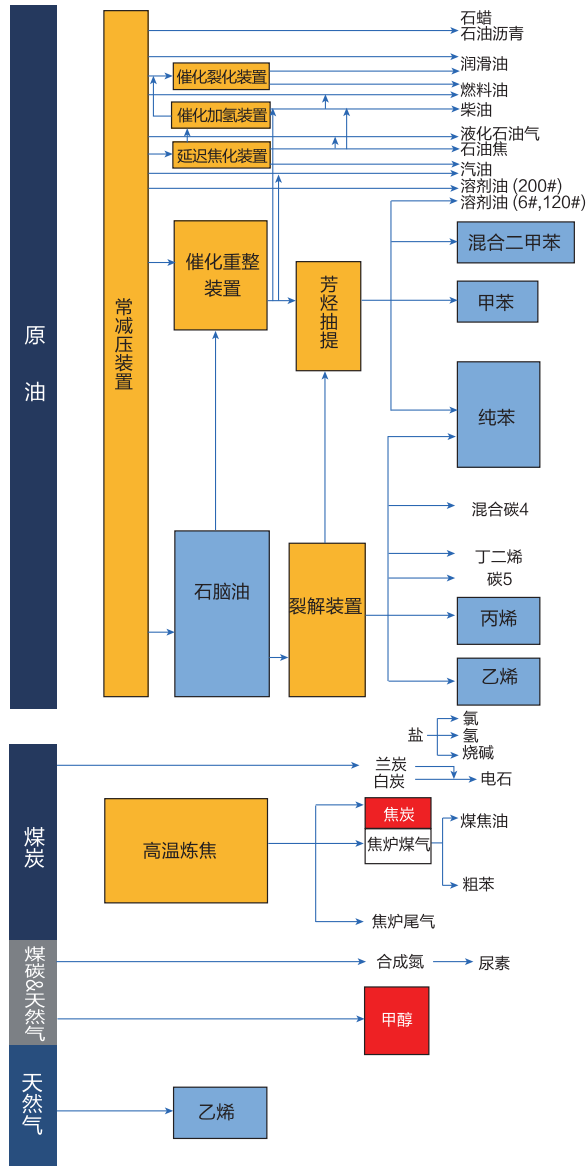 原油
常减压装置
石蜡
石油沥青
润滑油
催化裂化装置
燃料油
催化加氢装置
柴油
液化石油气
延迟焦化装置
石油焦
汽油
溶剂油 (200#)
溶剂油 (6#,120#)
混合二甲苯
催化重整
装置
芳烃抽提
甲苯
纯苯
混合碳4
丁二烯
碳5
石脑油
裂解装置
丙烯
乙烯
盐
氯
氢
烧碱
煤炭
兰炭
白炭
电石
高温炼焦
焦炭
焦炉煤气
煤焦油
粗苯
焦炉尾气
煤碳&天然气
合成氮
尿素
甲醇
天然气
乙烯